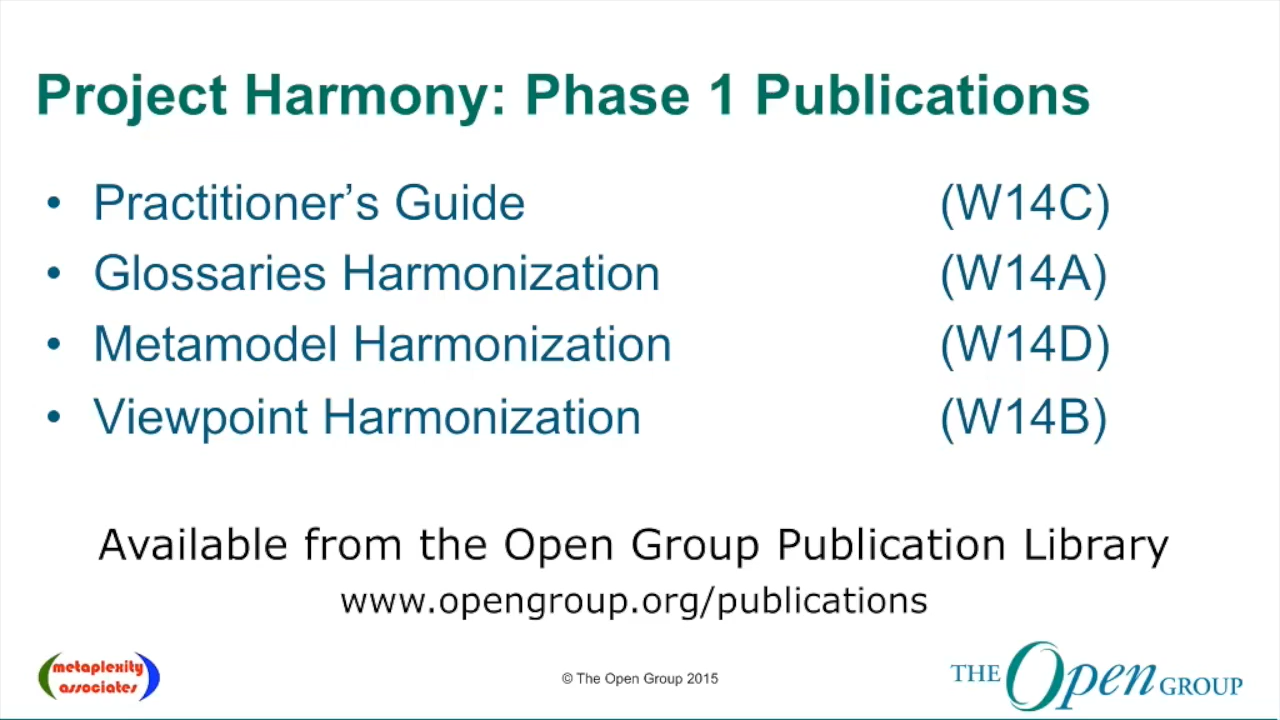 Project Harmony: Phase 1 Publications
• Practitioner’s Guide (W14C)
• Glossaries Harmonization (W14A)
• Metamodel Harmonization (W14D)
• Viewpoint Harmonization (W14B)
Available from the Open Group Publication Library
www.opengroup.org/publications
metaplexity
associates
© The Open Group 2015
THE Open GROUP